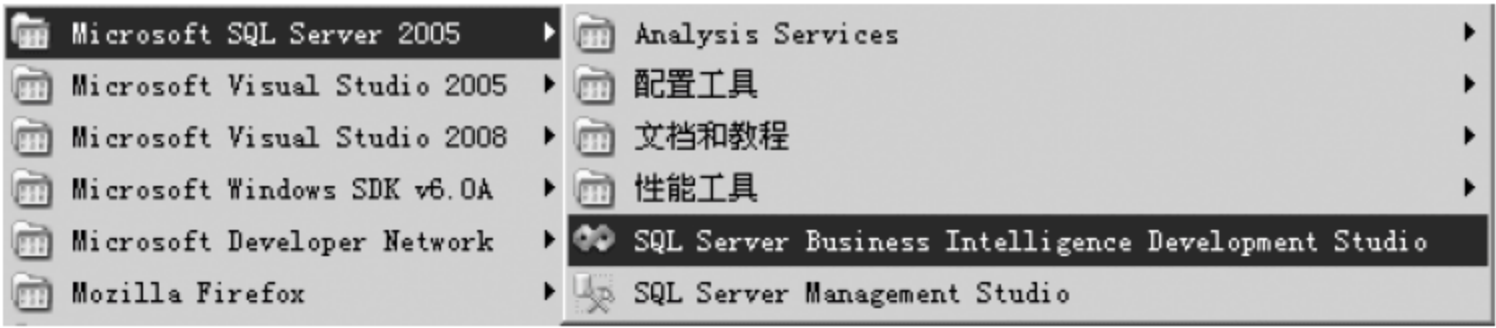 Microsoft SQL Server 2005
Microsoft Visual Studio 2005
Microsoft Visual Studio 2008
Microsoft Windows SDK v6.0A
Microsoft Developer Network
Mozilla Firefox
Analysis Services
配置工具
文档和教程
性能工具
SQL Server Business Intelligence Development Studio
SQL Server Management Studio